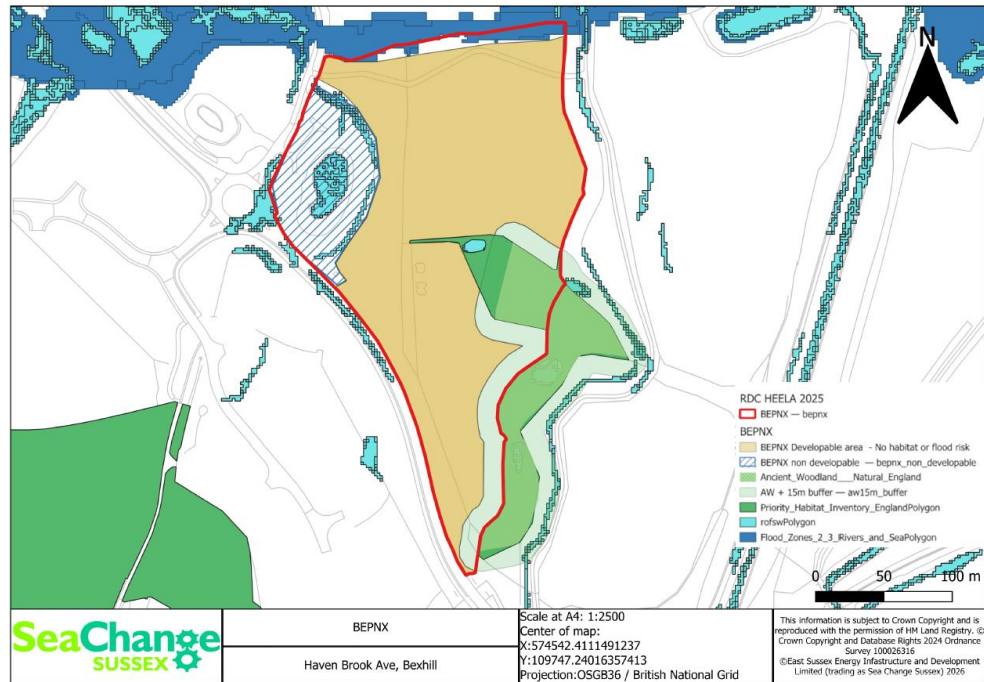 N
RDC HEELA 2025
BEPNX — bepnx
BEPNX
BEPNX Developable area - No habitat or flood risk
BEPNX non developable — bepnx_non_developable
Ancient_Woodland___Natural_England
AW + 15m buffer — aw15m_buffer
Priority_Habitat_Inventory_EnglandPolygon
rofswPolygon
Flood_Zones_2_3_Rivers_and_SeaPolygon
0 50 100 m
SeaChange
SUSSEX
BEPNX
Haven Brook Ave, Bexhill
Scale at A4: 1:2500
Center of map:
X:574542.4111491237
Y:109747.24016357413
Projection:OSGB36 / British National Grid
This information is subject to Crown Copyright and is
reproduced with the permission of HM Land Registry. ©
Crown Copyright and Database Rights 2024 Ordnance
Survey 100026316
©East Sussex Energy Infastructure and Development
Limited (trading as Sea Change Sussex) 2026